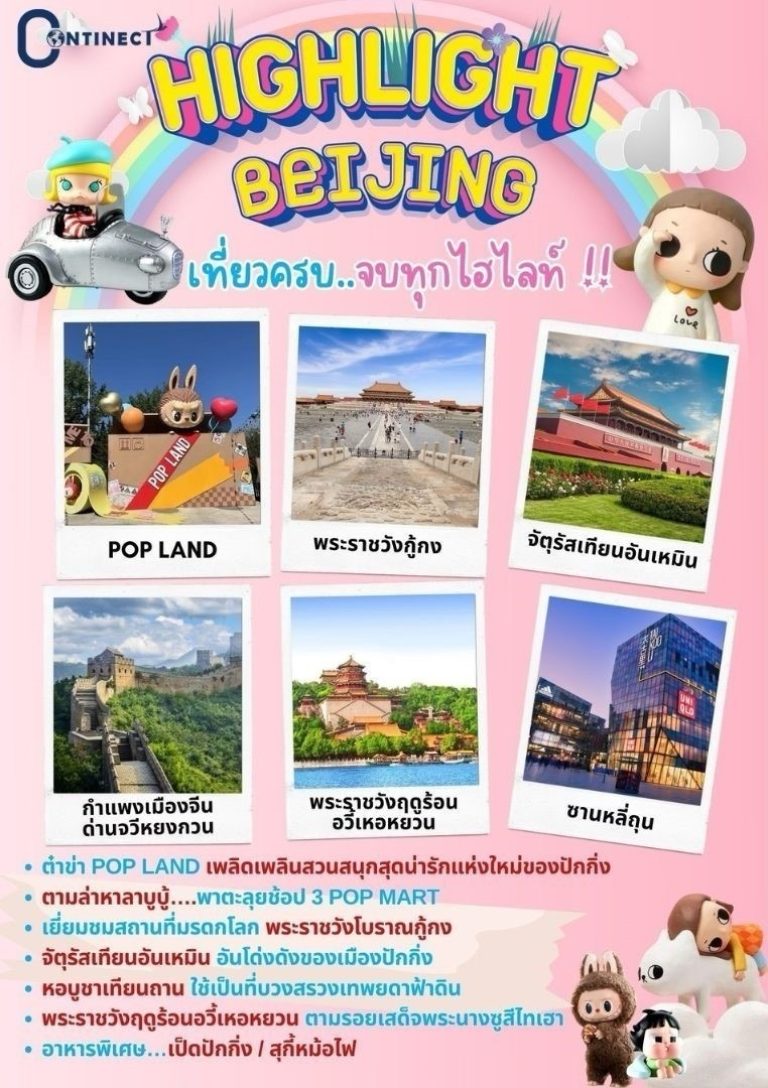 CONTINECT
HIGHLIGHT
BEIJING
เที่ยวครบ..จบทุกไฮไลท์ !!
Love
POP LAND
POP LAND
พระราชวังกู้กง
จัตุรัสเทียนอันเหมิน
UNI
QLO
กำแพงเมืองจีน
ด่านจวีหยงกวน
พระราชวังฤดูร้อน
อวี้เหอหยวน
ซานหลี่ถุน
• ตำข่า POP LAND เพลิดเพลินสวนสนุกสุดน่ารักแห่งใหม่ของปักกิ่ง
• ตามล่าหาลาบูบู้....พาตะลุยช้อป 3 POP MART
• เยี่ยมชมสถานที่มรดกโลก พระราชวังโบราณกู้กง
• จัตุรัสเทียนอันเหมิน อันโด่งดังของเมืองปักกิ่ง
• หอบูชาเทียนถาน ใช้เป็นที่บวงสรวงเทพยดาฟ้าดิน
• พระราชวังฤดูร้อนอวี้เหอหยวน ตามรอยเสด็จพระนางซูสีไทเฮา
• อาหารพิเศษ...เป็ดปักกิ่ง / สุกี้หม้อไฟ